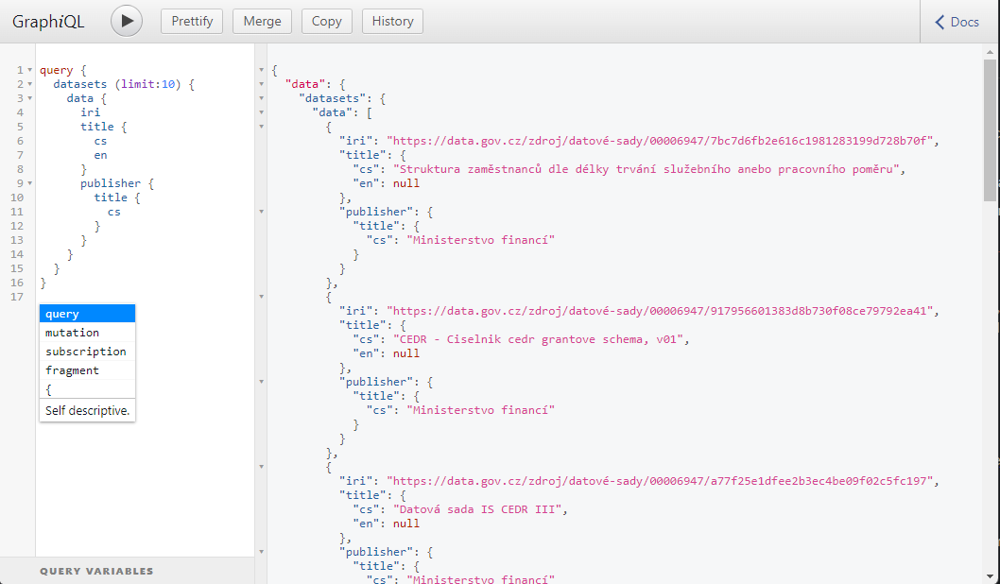 GraphiQL
Prettify
Merge
Copy
History
Docs
1 query {
2 datasets (limit:10) {
3 data {
4 iri
5 title {
6 cs
7 en
8 }
9 publisher {
10 title {
11 cs
12 }
13 }
14 }
15 }
16 }
17
query
mutation
subscription
fragment
{
Self descriptive.
QUERY VARIABLES
{
"data": {
"datasets": {
"data": [
{
"iri": "https://data.gov.cz/zdroj/datové-sady/00006947/7bc7d6fb2e616c1981283199d728b70f",
"title": {
"cs": "Struktura zaměstnanců dle délky trvání služebního anebo pracovního poměru",
"en": null
},
"publisher": {
"title": {
"cs": "Ministerstvo financí"
}
}
},
{
"iri": "https://data.gov.cz/zdroj/datové-sady/00006947/917956601383d8b730f08ce79792ea41",
"title": {
"cs": "CEDR - Ciselnik cedr grantove schema, v01",
"en": null
},
"publisher": {
"title": {
"cs": "Ministerstvo financí"
}
}
},
{
"iri": "https://data.gov.cz/zdroj/datové-sady/00006947/a77f25e1dfee2b3ec4be09f02c5fc197",
"title": {
"cs": "Datová sada IS CEDR III",
"en": null
},
"publisher": {
"title": {
"cs": "Ministerstvo financí"